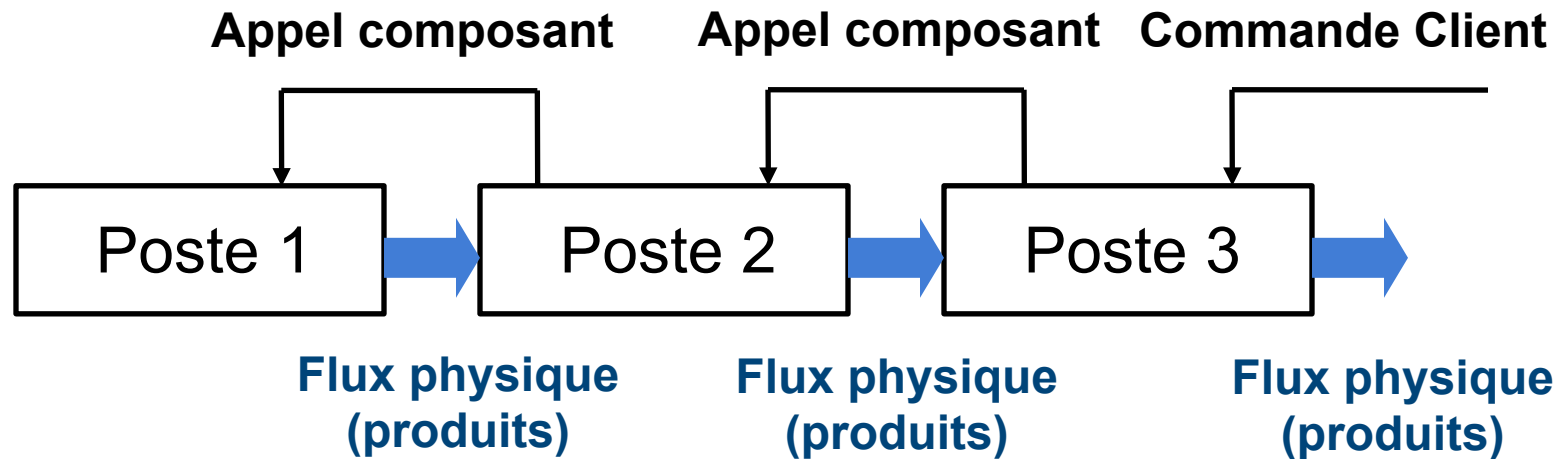 Appel composant
Appel composant
Commande Client
Poste 1
Poste 2
Poste 3
Flux physique
(produits)
Flux physique
(produits)
Flux physique
(produits)